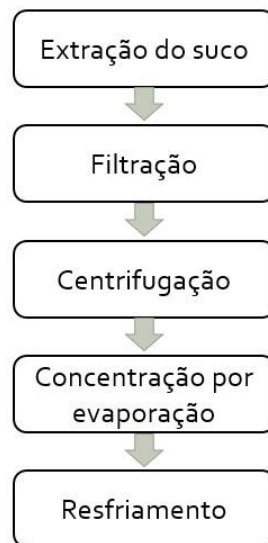 Extração do suco
Filtração
Centrifugação
Concentração por
evaporação
Resfriamento